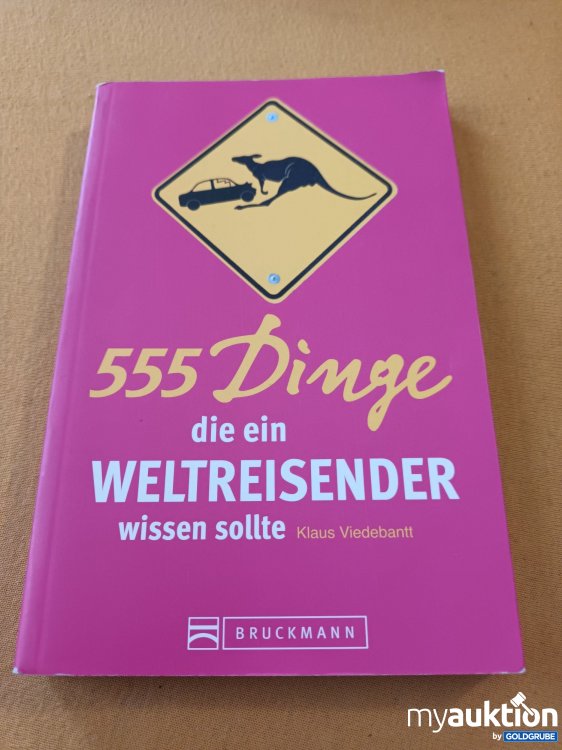 555 Dinge
die ein
WELTREISENDER
wissen sollte Klaus Viedebantt
BRUCKMANN
myauktion
by GOLDGRUBE